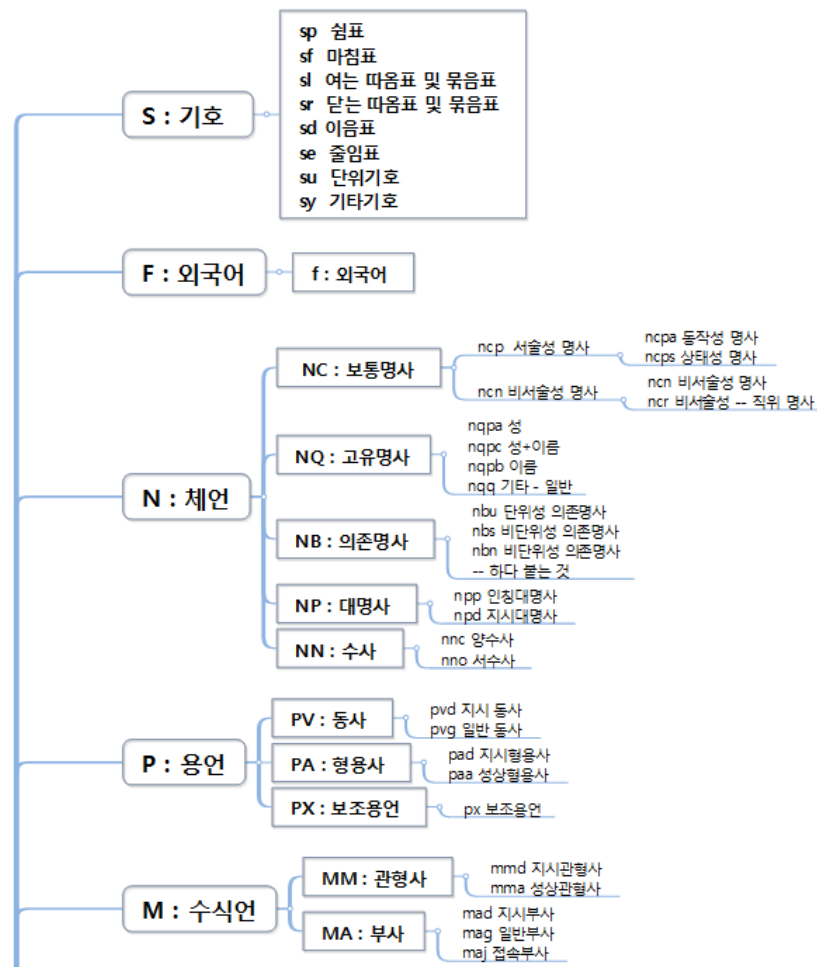 sp 쉼표
sf 마침표
sl 여는 따옴표 및 묶음표
sr 닫는 따옴표 및 묶음표
sd 이음표
se 줄임표
su 단위기호
sy 기타기호
S : 기호
F : 외국어
f : 외국어
N : 체언
NC : 보통명사
ncp 서술성 명사
ncpa 동작성 명사
ncps 상태성 명사
ncn 비서술성 명사
ncn 비서술성 명사
ncr 비서술성 -- 직위 명사
NQ : 고유명사
nqpa 성
nqpc 성+이름
nqpb 이름
nqq 기타 - 일반
NB : 의존명사
nbu 단위성 의존명사
nbs 비단위성 의존명사
nbn 비단위성 의존명사
-- 하다 붙는 것
NP : 대명사
npp 인칭대명사
npd 지시대명사
NN : 수사
nnc 양수사
nno 서수사
P : 용언
PV : 동사
pvd 지시 동사
pvg 일반 동사
PA : 형용사
pad 지시형용사
paa 성상형용사
PX : 보조용언
px 보조용언
M : 수식언
MM : 관형사
mmd 지시관형사
mma 성상관형사
MA : 부사
mad 지시부사
mag 일반부사
maj 접속부사